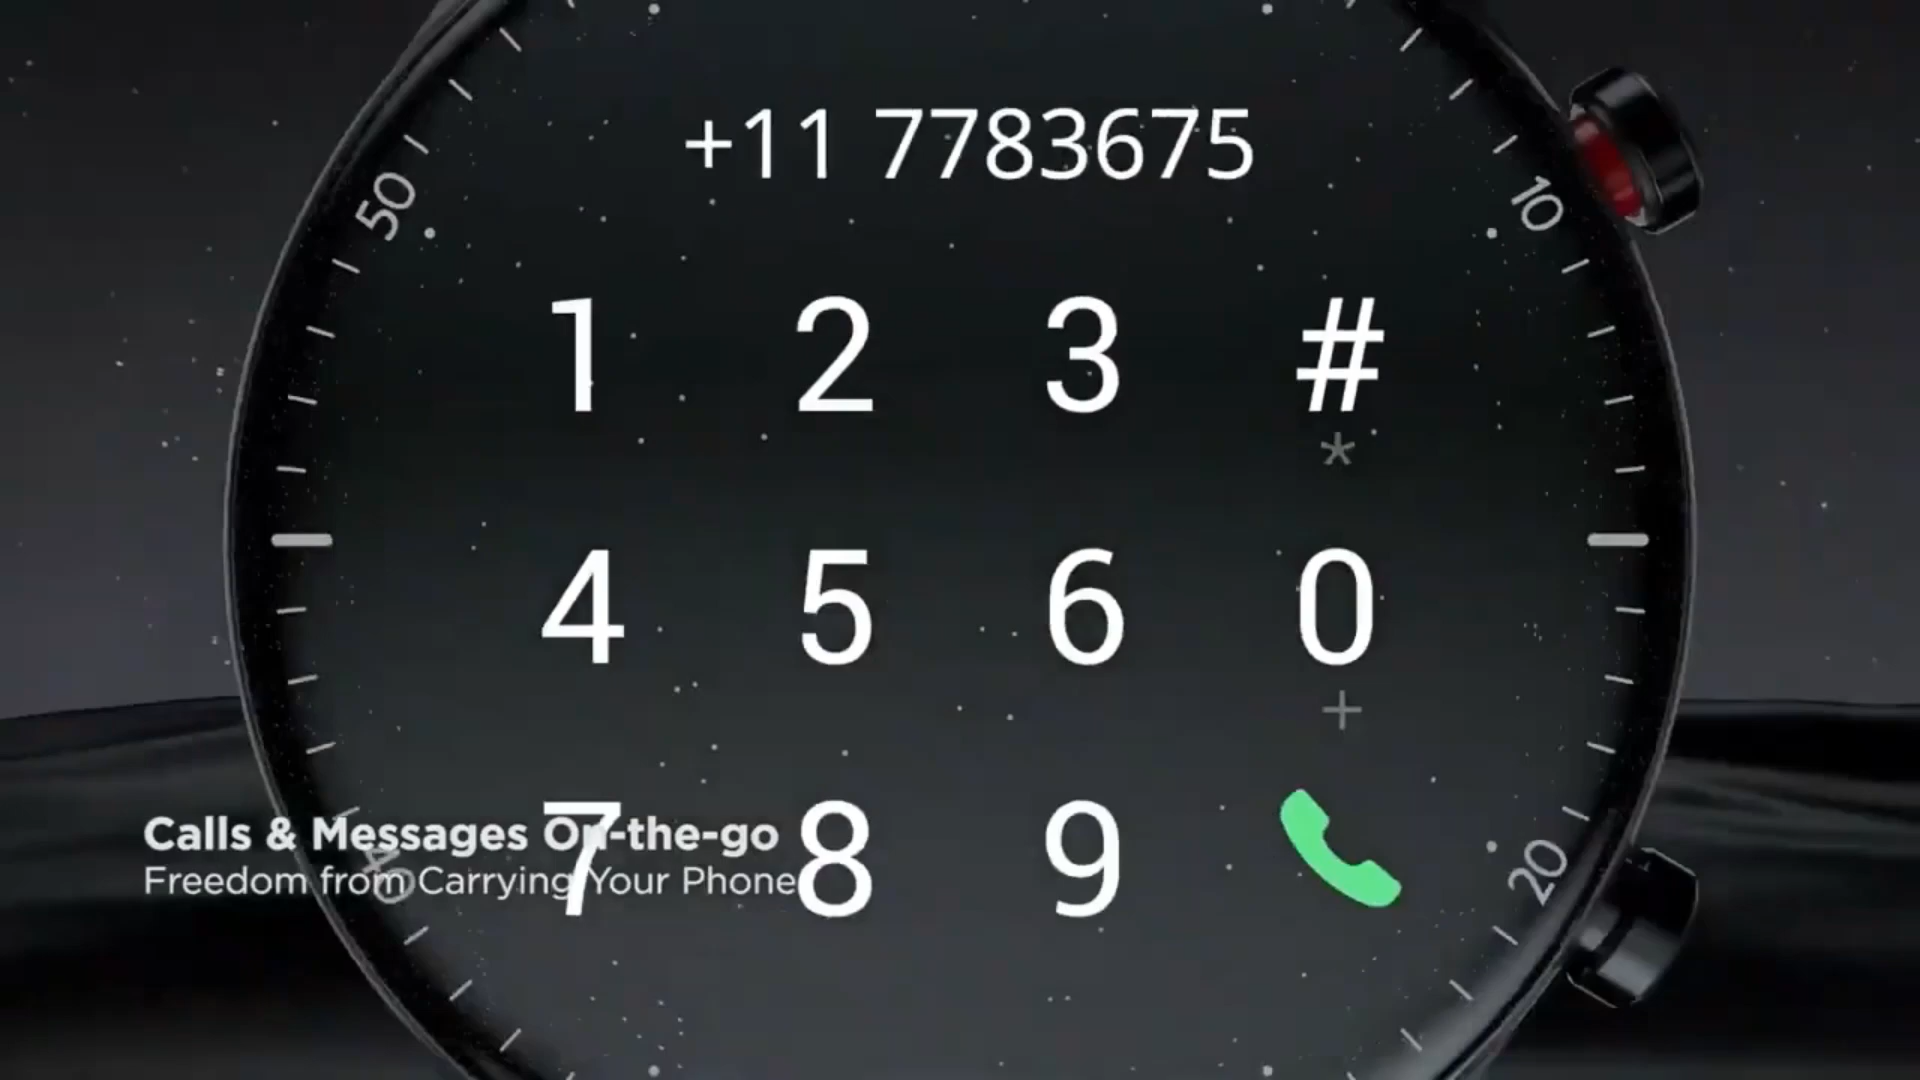 +11 7783675
50
10
1 2 3 #
*
4 5 6 0
+
7 8 9
Calls & Messages On-the-go
Freedom from Carrying Your Phone
40
20